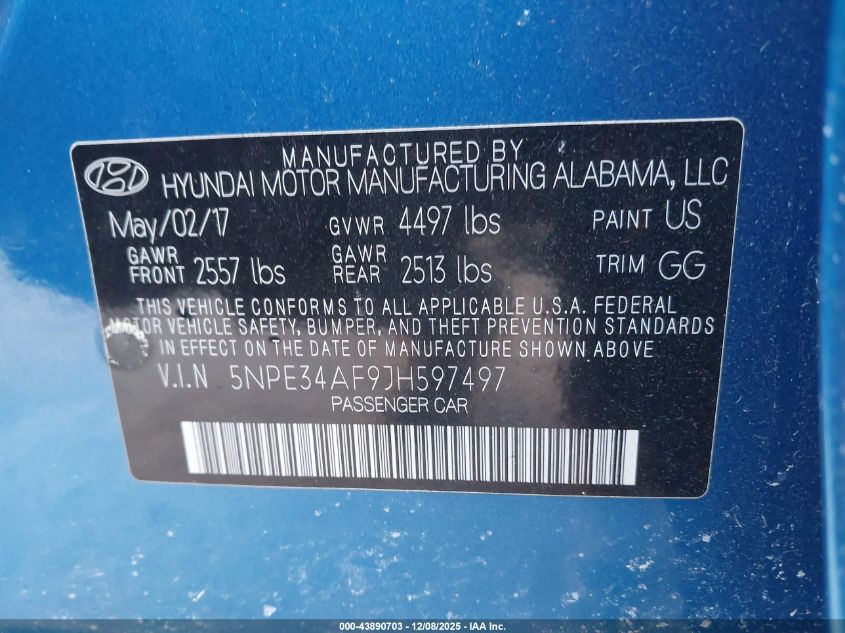 MANUFACTURED BY
HYUNDAI MOTOR MANUFACTURING ALABAMA, LLC
May/02/17 GVWR 4497 lbs PAINT US
GAWR FRONT 2557 lbs GAWR REAR 2513 lbs TRIM GG
THIS VEHICLE CONFORMS TO ALL APPLICABLE U.S.A. FEDERAL
MOTOR VEHICLE SAFETY, BUMPER, AND THEFT PREVENTION STANDARDS
IN EFFECT ON THE DATE OF MANUFACTURE SHOWN ABOVE
V.I.N 5NPE34AF9JH597497
PASSENGER CAR
000-43890703 - 12/08/2025 - IAA Inc.